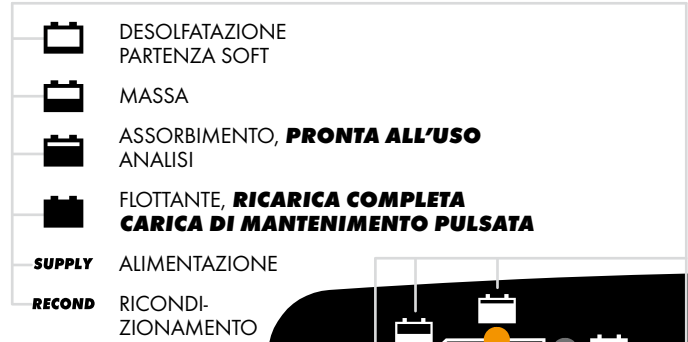 DESOLFATAZIONE
PARTENZA SOFT
MASSA
ASSORBIMENTO, PRONTA ALL’USO
ANALISI
FLOTTANTE, RICARICA COMPLETA
CARICA DI MANTENIMENTO PULSATA
SUPPLY ALIMENTAZIONE
RECOND RICONDI-
ZIONAMENTO